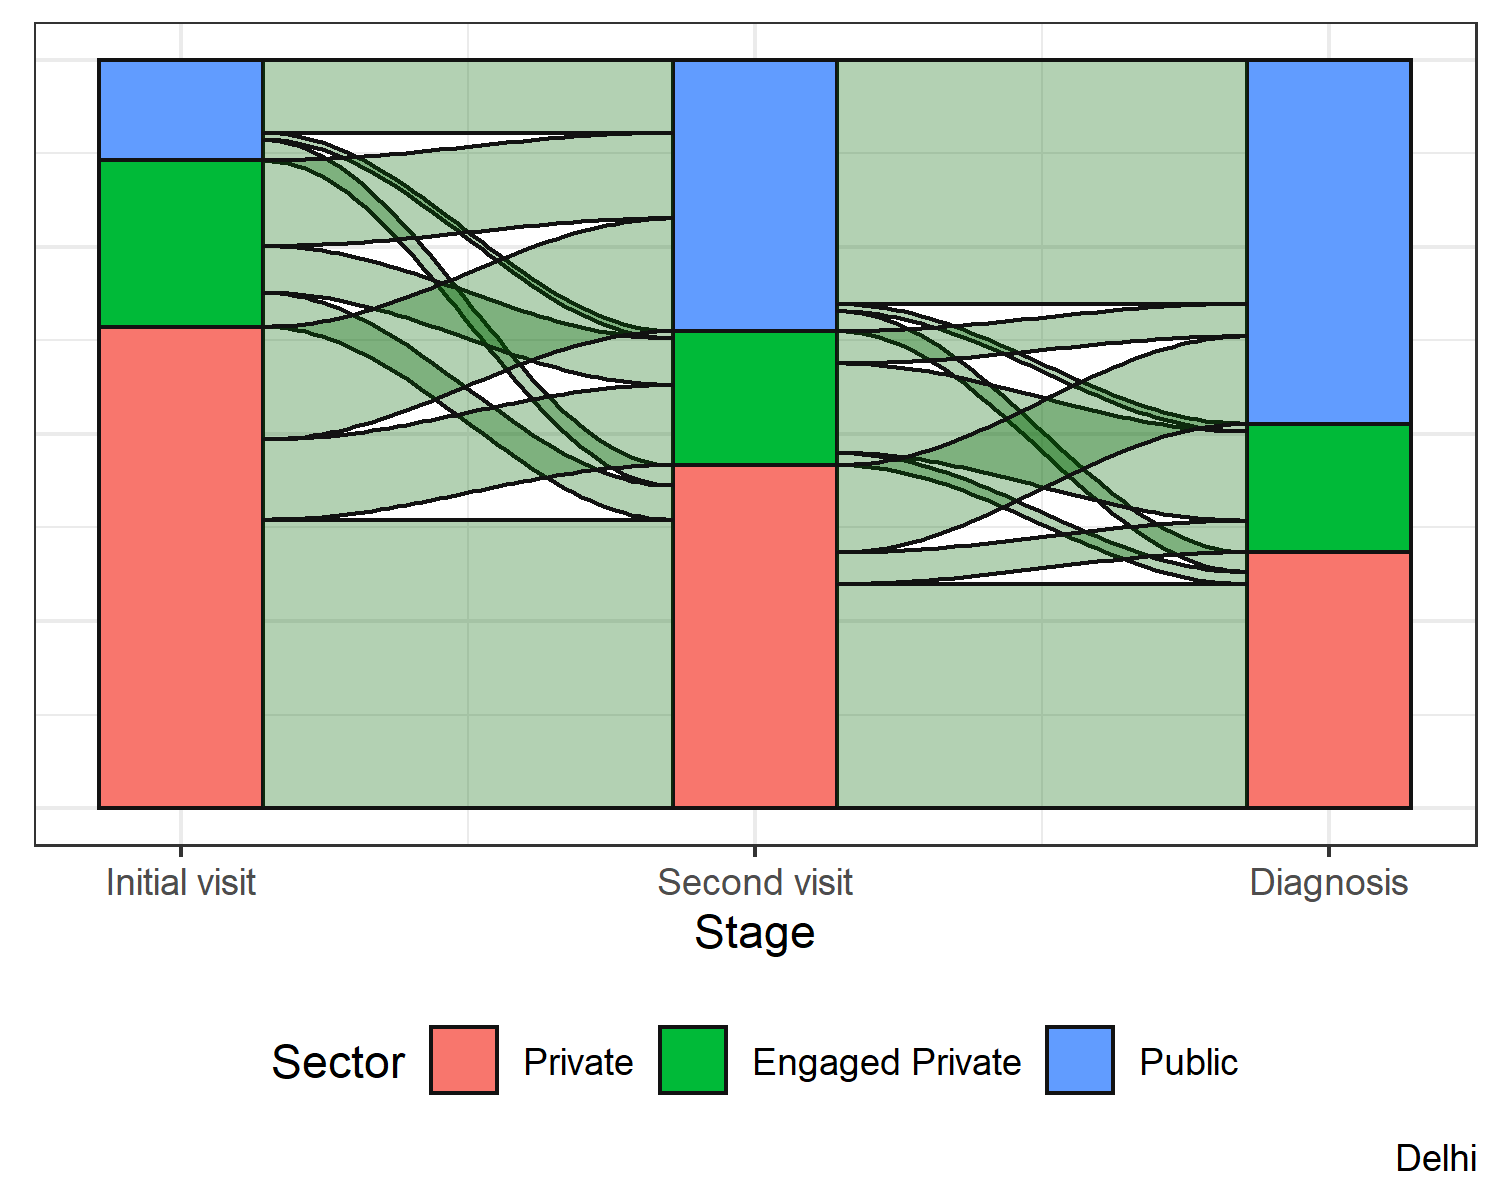 Initial visit Second visit Diagnosis
Stage
Sector Private Engaged Private Public
Delhi